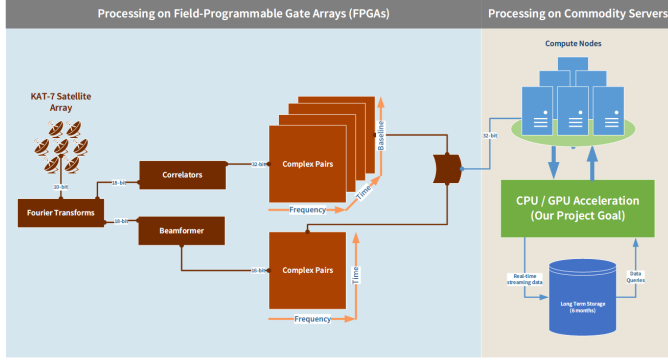 Processing on Field-Programmable Gate Arrays (FPGAs)
Processing on Commodity Servers
KAT-7 Satellite
Array
10-bit
Fourier Transforms
18-bit
Correlators
32-bit
Complex Pairs
Baseline
Time
Frequency
18-bit
Beamformer
16-bit
Complex Pairs
Time
Frequency
32-bit
Compute Nodes
CPU / GPU Acceleration
(Our Project Goal)
Real-time
streaming data
Data
Queries
Long Term Storage
(6 months)